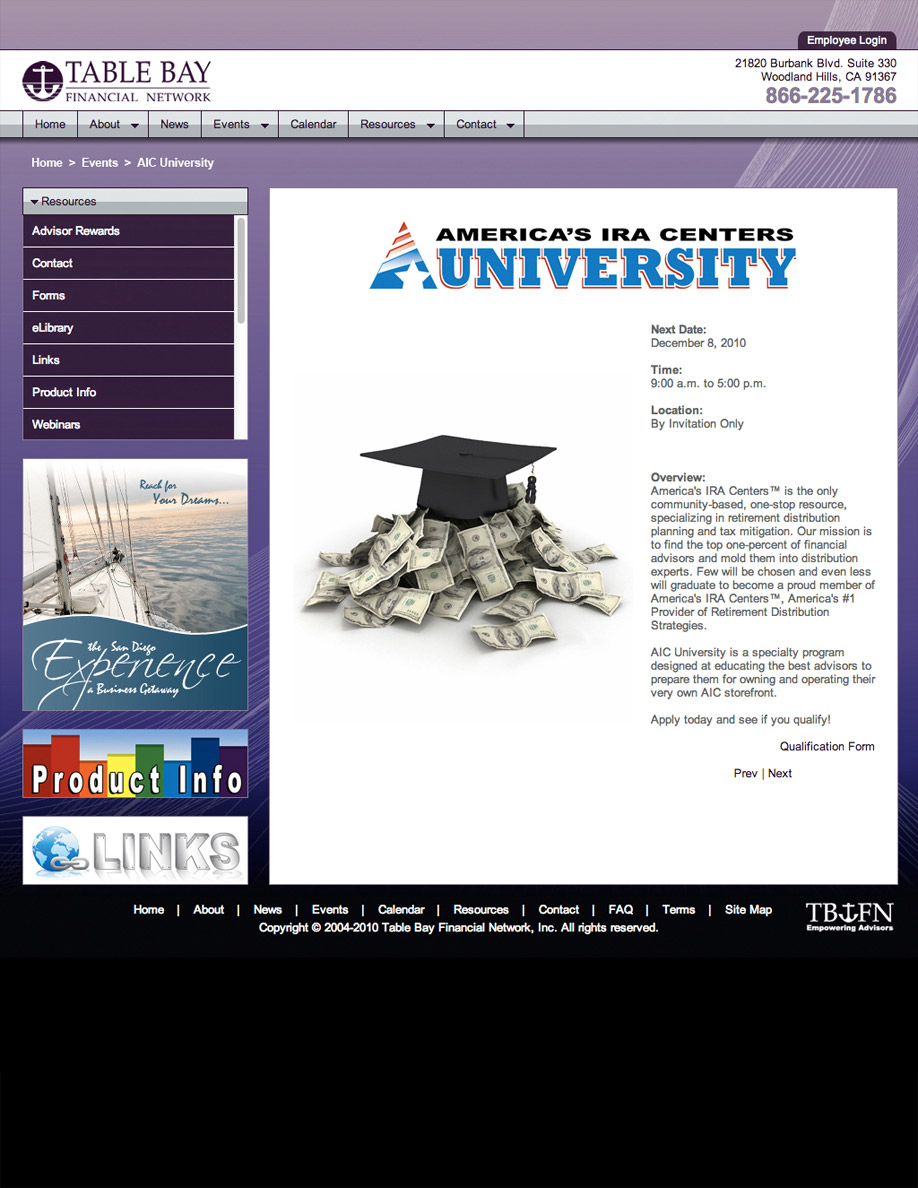 Employee Login
TABLE BAY
FINANCIAL NETWORK
21820 Burbank Blvd. Suite 330
Woodland Hills, CA 91367
866-225-1786
Home About News Events Calendar Resources Contact
Home > Events > AIC University
Resources
Advisor Rewards
Contact
Forms
eLibrary
Links
Product Info
Webinars
Reach for
Your Dreams...
the San Diego
Experience
a Business Getaway
Product Info
LINKS
AMERICA'S IRA CENTERS
UNIVERSITY
Next Date:
December 8, 2010
Time:
9:00 a.m. to 5:00 p.m.
Location:
By Invitation Only
Overview:
America's IRA Centers™ is the only
community-based, one-stop resource,
specializing in retirement distribution
planning and tax mitigation. Our mission is
to find the top one-percent of financial
advisors and mold them into distribution
experts. Few will be chosen and even less
will graduate to become a proud member of
America's IRA Centers™, America's #1
Provider of Retirement Distribution
Strategies.
AIC University is a specialty program
designed at educating the best advisors to
prepare them for owning and operating their
very own AIC storefront.
Apply today and see if you qualify!
Qualification Form
Prev | Next
Home | About | News | Events | Calendar | Resources | Contact | FAQ | Terms | Site Map
Copyright © 2004-2010 Table Bay Financial Network, Inc. All rights reserved.
TB FN
Empowering Advisors